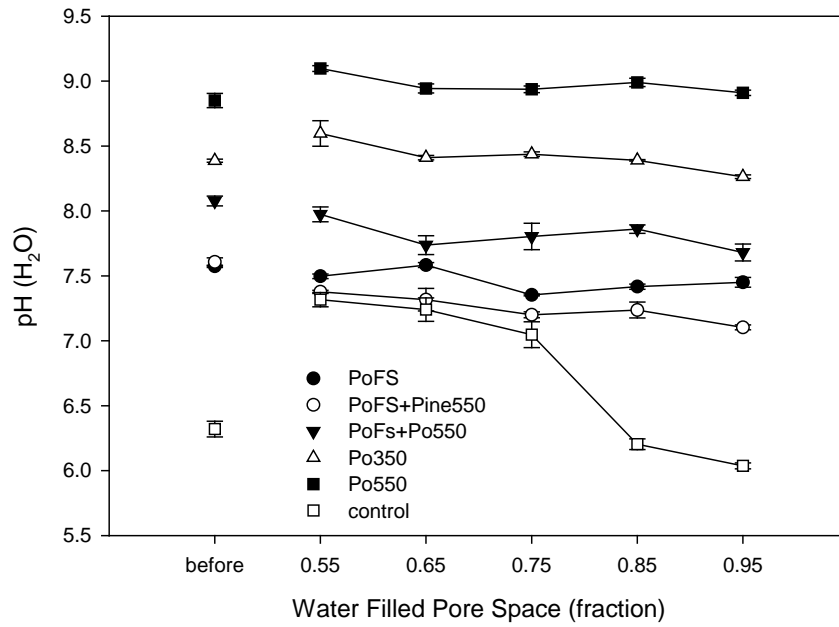 9.5
9.0
8.5
8.0
7.5
7.0
6.5
6.0
5.5
pH (H₂O)
PoFS
PoFS+Pine550
PoFs+Po550
Po350
Po550
control
before 0.55 0.65 0.75 0.85 0.95
Water Filled Pore Space (fraction)